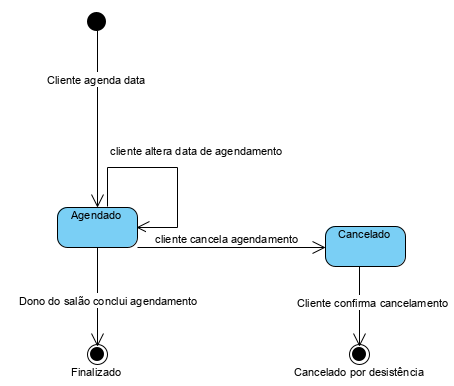 Cliente agenda data
cliente altera data de agendamento
Agendado
cliente cancela agendamento
Cancelado
Dono do salão conclui agendamento
Cliente confirma cancelamento
Finalizado
Cancelado por desistência